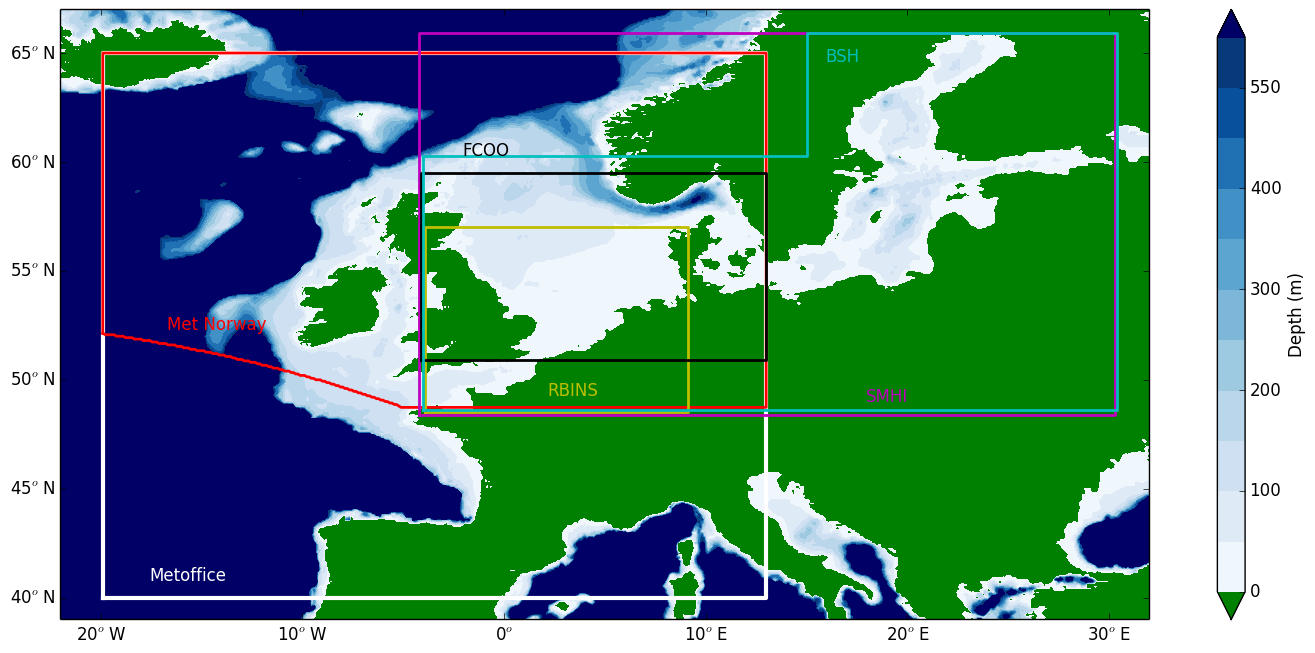 65° N
60° N
55° N
50° N
45° N
40° N
20° W
10° W
0°
10° E
20° E
30° E
BSH
FCOO
Met Norway
RBINS
SMHI
Metoffice
550
400
300
200
100
0
Depth (m)